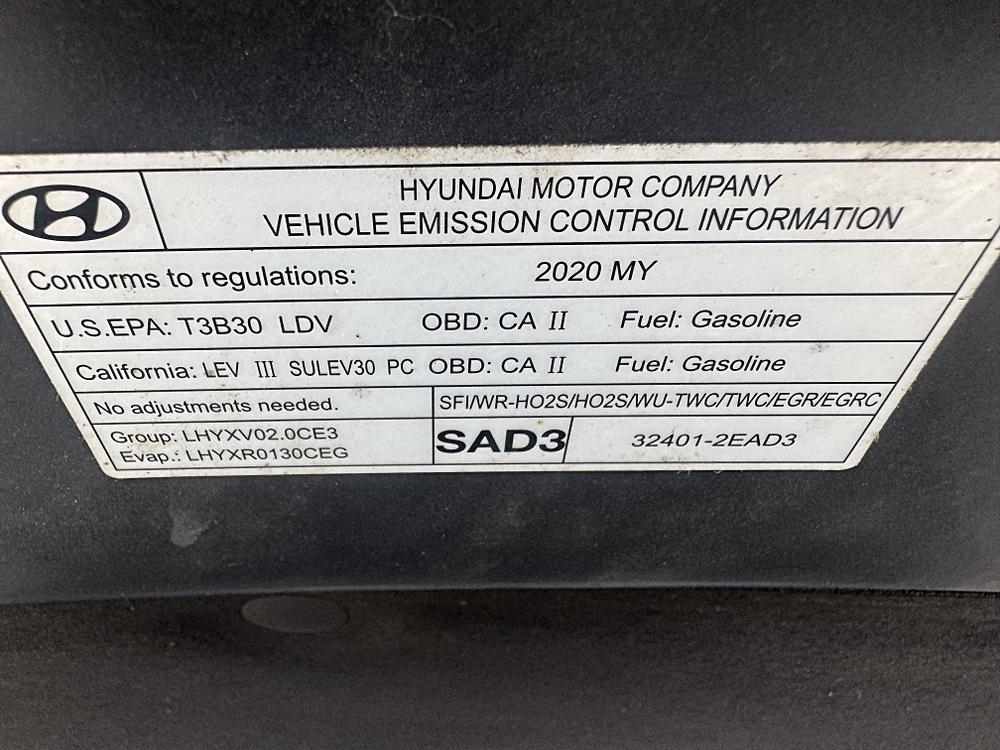 HYUNDAI MOTOR COMPANY
VEHICLE EMISSION CONTROL INFORMATION
Conforms to regulations: 2020 MY
U.S.EPA: T3B30 LDV OBD: CA II Fuel: Gasoline
California: LEV III SULEV30 PC OBD: CA II Fuel: Gasoline
No adjustments needed. SFI/WR-HO2S/HO2S/WU-TWC/TWC/EGR/EGRC
Group: LHYXV02.0CE3
Evap.: LHYXR0130CEG
SAD3 32401-2EAD3